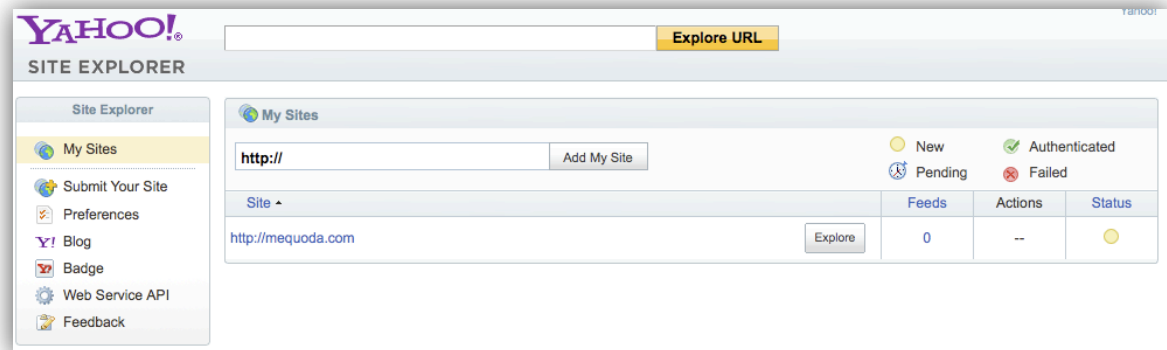 Yahoo!
YAHOO!®
Explore URL
SITE EXPLORER
Site Explorer
My Sites
Submit Your Site
Preferences
Y! Blog
Y! Badge
Web Service API
Feedback
My Sites
http:// Add My Site
New Authenticated
Pending Failed
Site Feeds Actions Status
http://mequoda.com Explore 0 --